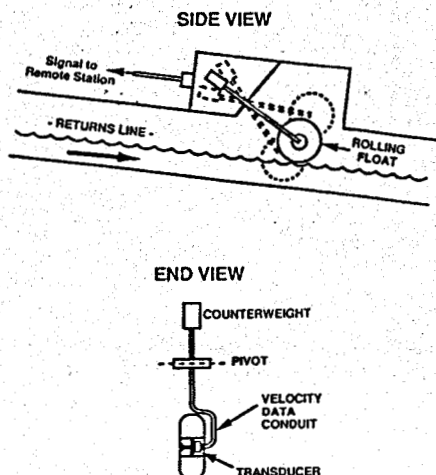 SIDE VIEW
Signal to
Remote Station
- RETURNS LINE -
ROLLING
FLOAT
END VIEW
COUNTERWEIGHT
PIVOT
VELOCITY
DATA
CONDUIT
TRANSDUCER